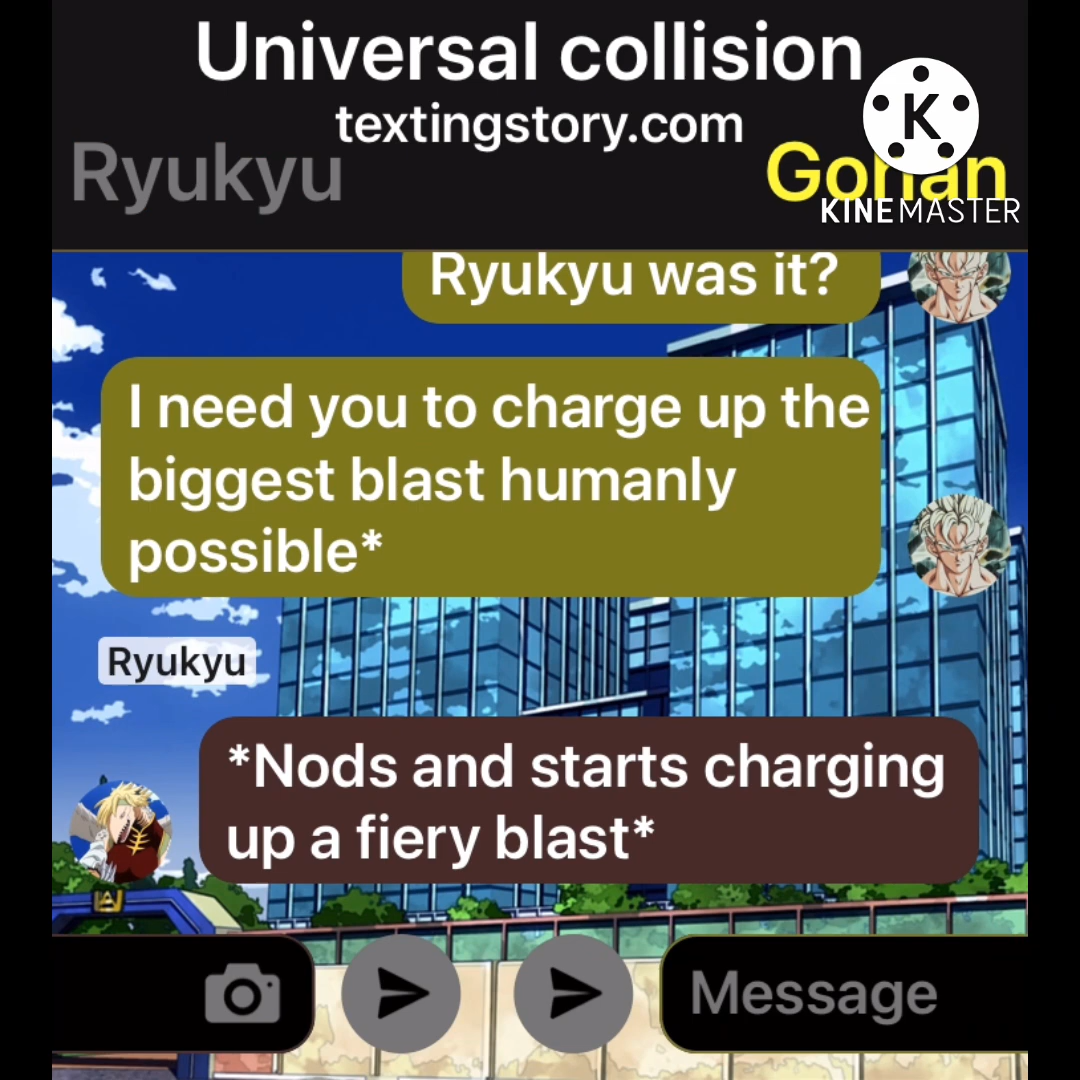 Universal collision
textingstory.com
Ryukyu
Gohan
K
KINEMASTER
Ryukyu was it?
I need you to charge up the
biggest blast humanly
possible*
Ryukyu
*Nods and starts charging
up a fiery blast*
Message